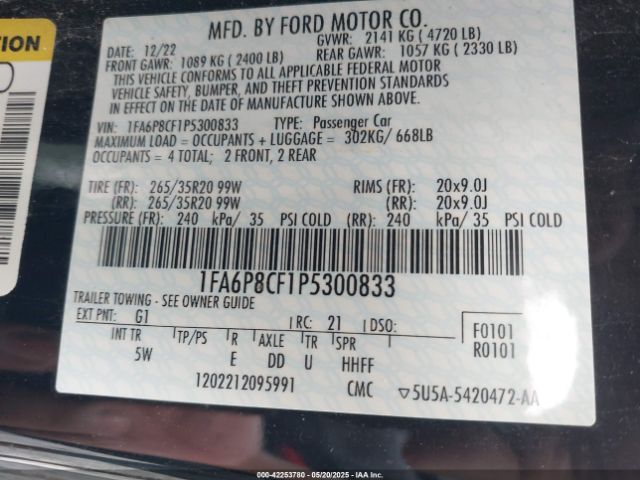 TION
MFD. BY FORD MOTOR CO.
DATE: 12/22 GVWR: 2141 KG ( 4720 LB)
FRONT GAWR: 1089 KG ( 2400 LB) REAR GAWR: 1057 KG ( 2330 LB)
THIS VEHICLE CONFORMS TO ALL APPLICABLE FEDERAL MOTOR
VEHICLE SAFETY, BUMPER, AND THEFT PREVENTION STANDARDS
IN EFFECT ON THE DATE OF MANUFACTURE SHOWN ABOVE.
VIN: 1FA6P8CF1P5300833 TYPE: Passenger Car
MAXIMUM LOAD = OCCUPANTS + LUGGAGE = 302KG/ 668LB
OCCUPANTS = 4 TOTAL; 2 FRONT, 2 REAR
TIRE (FR): 265/35R20 99W RIMS (FR): 20x9.0J
(RR): 265/35R20 99W (RR): 20x9.0J
PRESSURE (FR): 240 kPa/ 35 PSI COLD (RR): 240 kPa/ 35 PSI COLD
1FA6P8CF1P5300833
TRAILER TOWING - SEE OWNER GUIDE
EXT PNT: G1 RC: 21 DSO: F0101
INT TR TP/PS R AXLE TR SPR R0101
5W E DD U HHFF
1202212095991 CMC 5U5A-5420472-AA
000-42253780 - 05/20/2025 - IAAI.COM